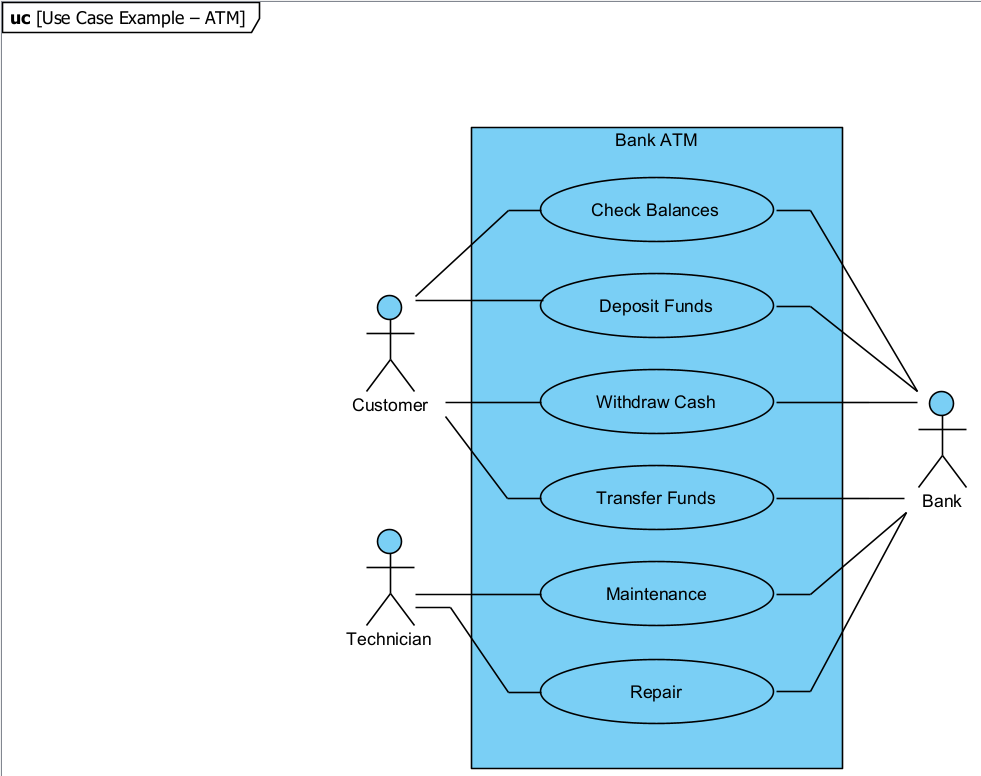 uc [Use Case Example – ATM]
Bank ATM
Check Balances
Deposit Funds
Customer
Withdraw Cash
Transfer Funds
Bank
Maintenance
Technician
Repair